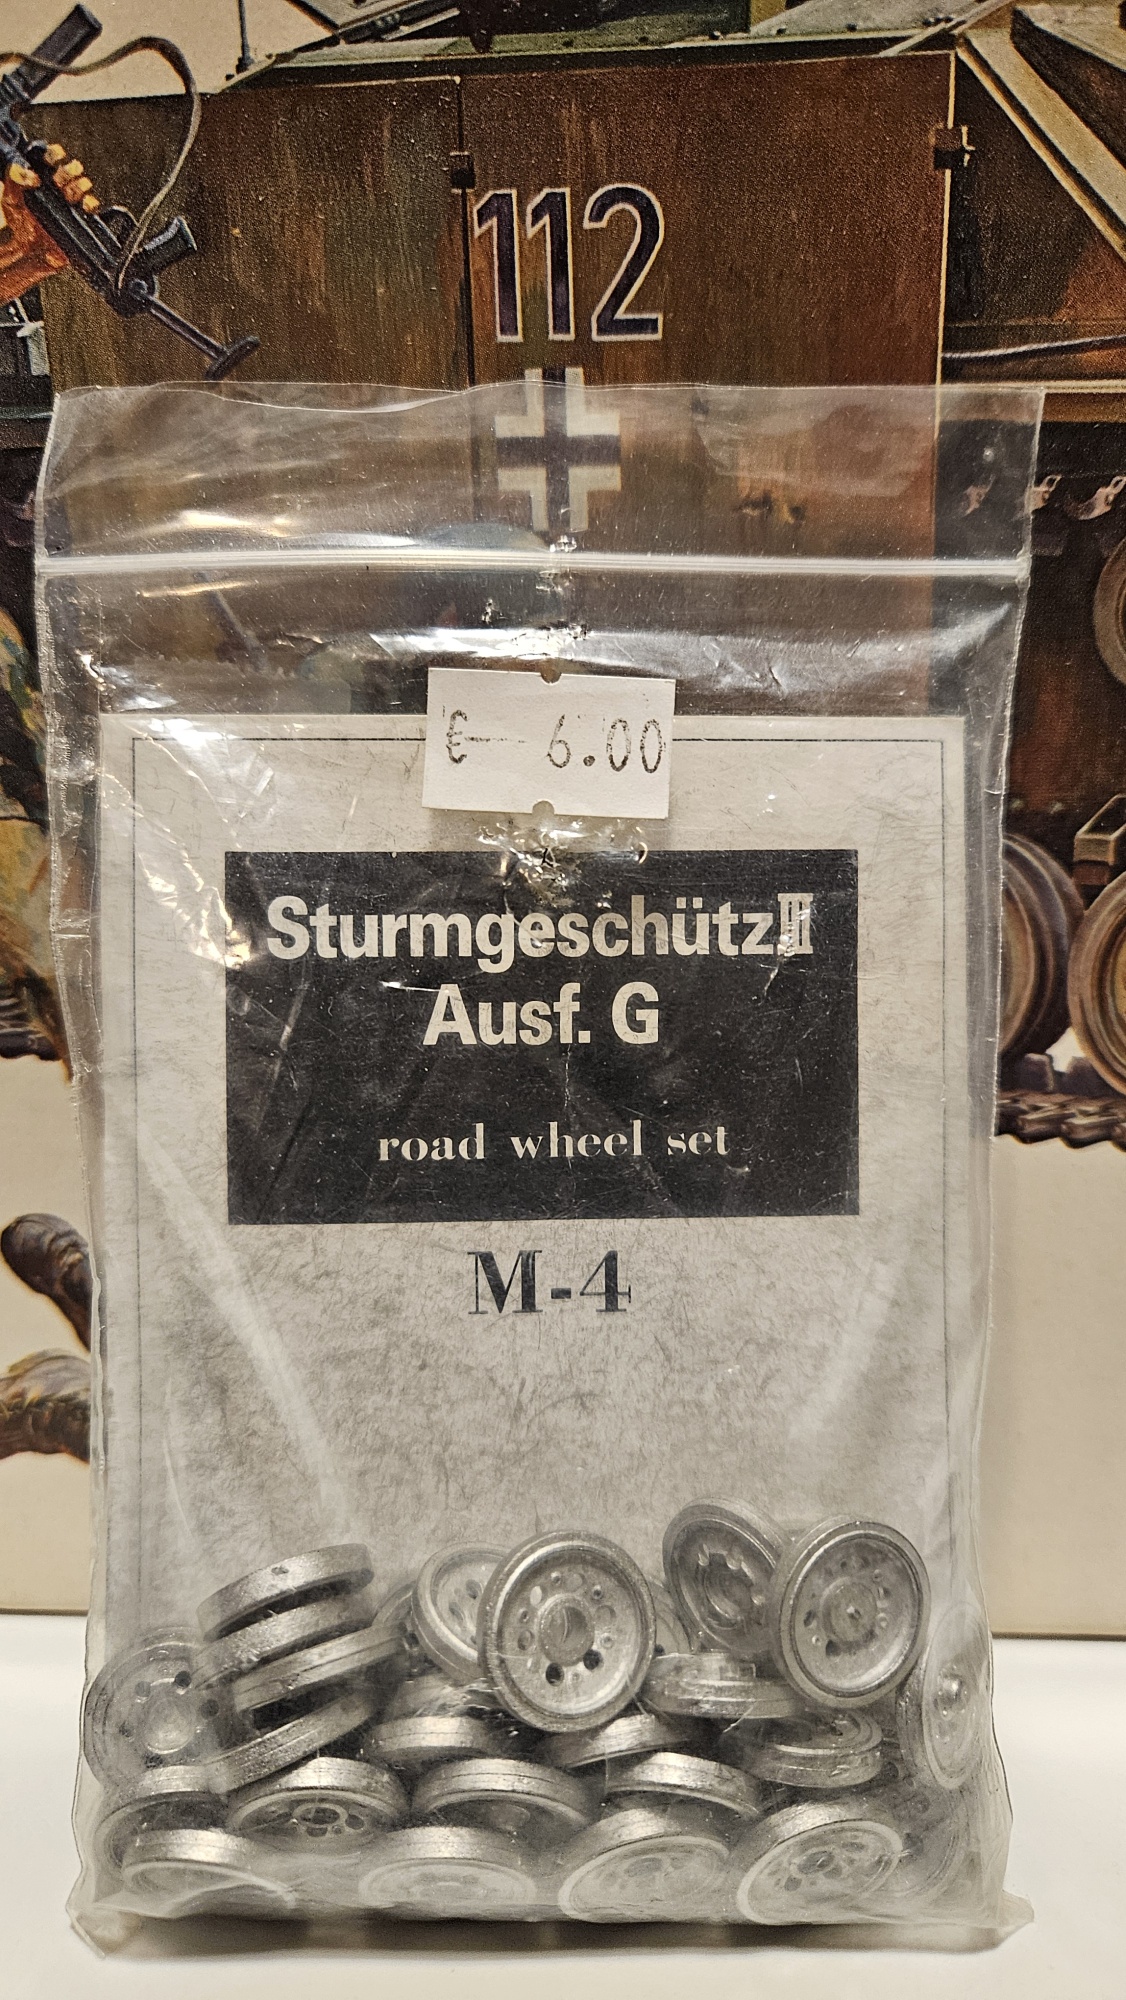 112
€ 6.00
Sturmgeschütz III
Ausf. G
road wheel set
M-4